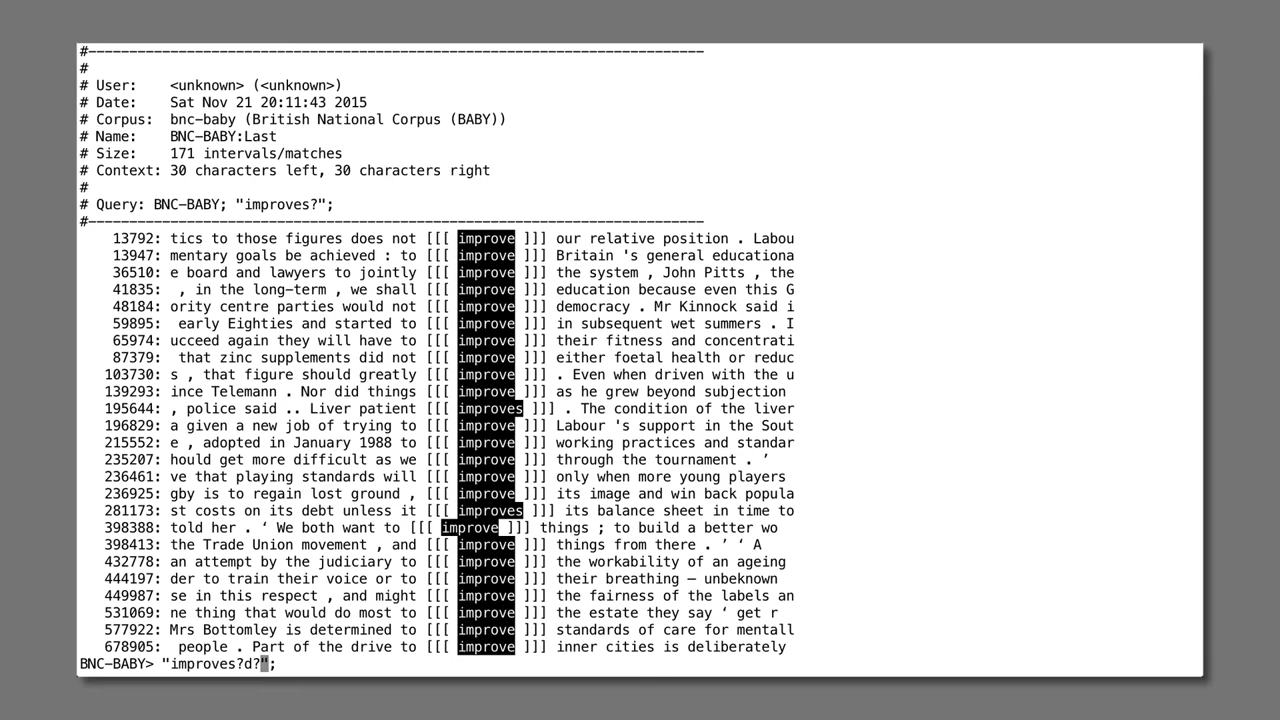 #---------------------------------------------------------------------------
#
# User:    <unknown> (<unknown>)
# Date:    Sat Nov 21 20:11:43 2015
# Corpus:  bnc-baby (British National Corpus (BABY))
# Name:    BNC-BABY:Last
# Size:    171 intervals/matches
# Context: 30 characters left, 30 characters right
#
# Query: BNC-BABY; "improves?";
#---------------------------------------------------------------------------
13792: tics to those figures does not [[[ improve ]]] our relative position . Labou
13947: mentary goals be achieved : to [[[ improve ]]] Britain 's general educationa
36510: e board and lawyers to jointly [[[ improve ]]] the system , John Pitts , the
41835:  , in the long-term , we shall [[[ improve ]]] education because even this G
48184: ority centre parties would not [[[ improve ]]] democracy . Mr Kinnock said i
59895:  early Eighties and started to [[[ improve ]]] in subsequent wet summers . I
65974: ucceed again they will have to [[[ improve ]]] their fitness and concentrati
87379:  that zinc supplements did not [[[ improve ]]] either foetal health or reduc
103730: s , that figure should greatly [[[ improve ]]] . Even when driven with the u
139293: ince Telemann . Nor did things [[[ improve ]]] as he grew beyond subjection
195644: , police said .. Liver patient [[[ improves ]]] . The condition of the liver
196829: a given a new job of trying to [[[ improve ]]] Labour 's support in the Sout
215552: e , adopted in January 1988 to [[[ improve ]]] working practices and standar
235207: hould get more difficult as we [[[ improve ]]] through the tournament . ’
236461: ve that playing standards will [[[ improve ]]] only when more young players
236925: gby is to regain lost ground , [[[ improve ]]] its image and win back popula
281173: st costs on its debt unless it [[[ improves ]]] its balance sheet in time to
398388: told her . ‘ We both want to [[[ improve ]]] things ; to build a better wo
398413: the Trade Union movement , and [[[ improve ]]] things from there . ’ ‘ A
432778: an attempt by the judiciary to [[[ improve ]]] the workability of an ageing
444197: der to train their voice or to [[[ improve ]]] their breathing — unbeknown
449987: se in this respect , and might [[[ improve ]]] the fairness of the labels an
531069: ne thing that would do most to [[[ improve ]]] the estate they say ‘ get r
577922: Mrs Bottomley is determined to [[[ improve ]]] standards of care for mentall
678905:  people . Part of the drive to [[[ improve ]]] inner cities is deliberately
BNC-BABY> "improves?d?";